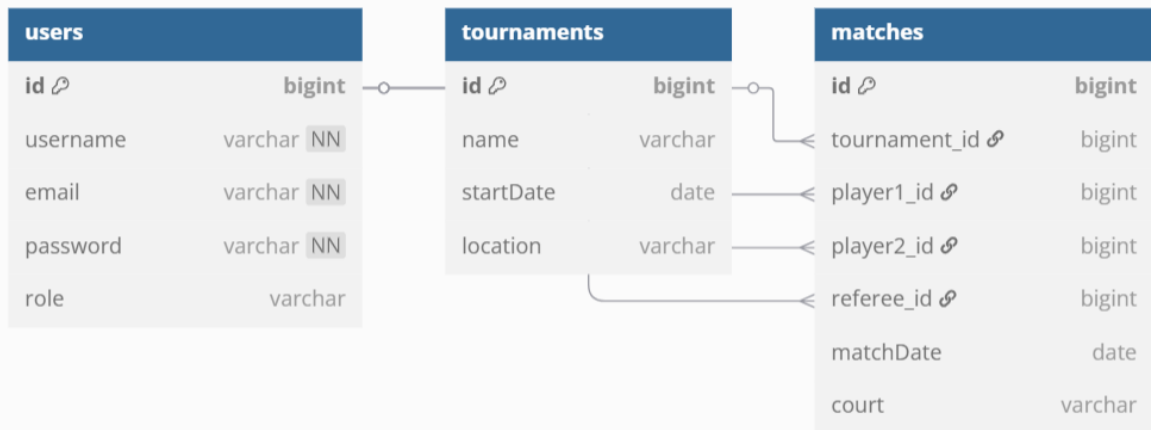 users
id bigint
username varchar NN
email varchar NN
password varchar NN
role varchar
tournaments
id bigint
name varchar
startDate date
location varchar
matches
id bigint
tournament_id bigint
player1_id bigint
player2_id bigint
referee_id bigint
matchDate date
court varchar